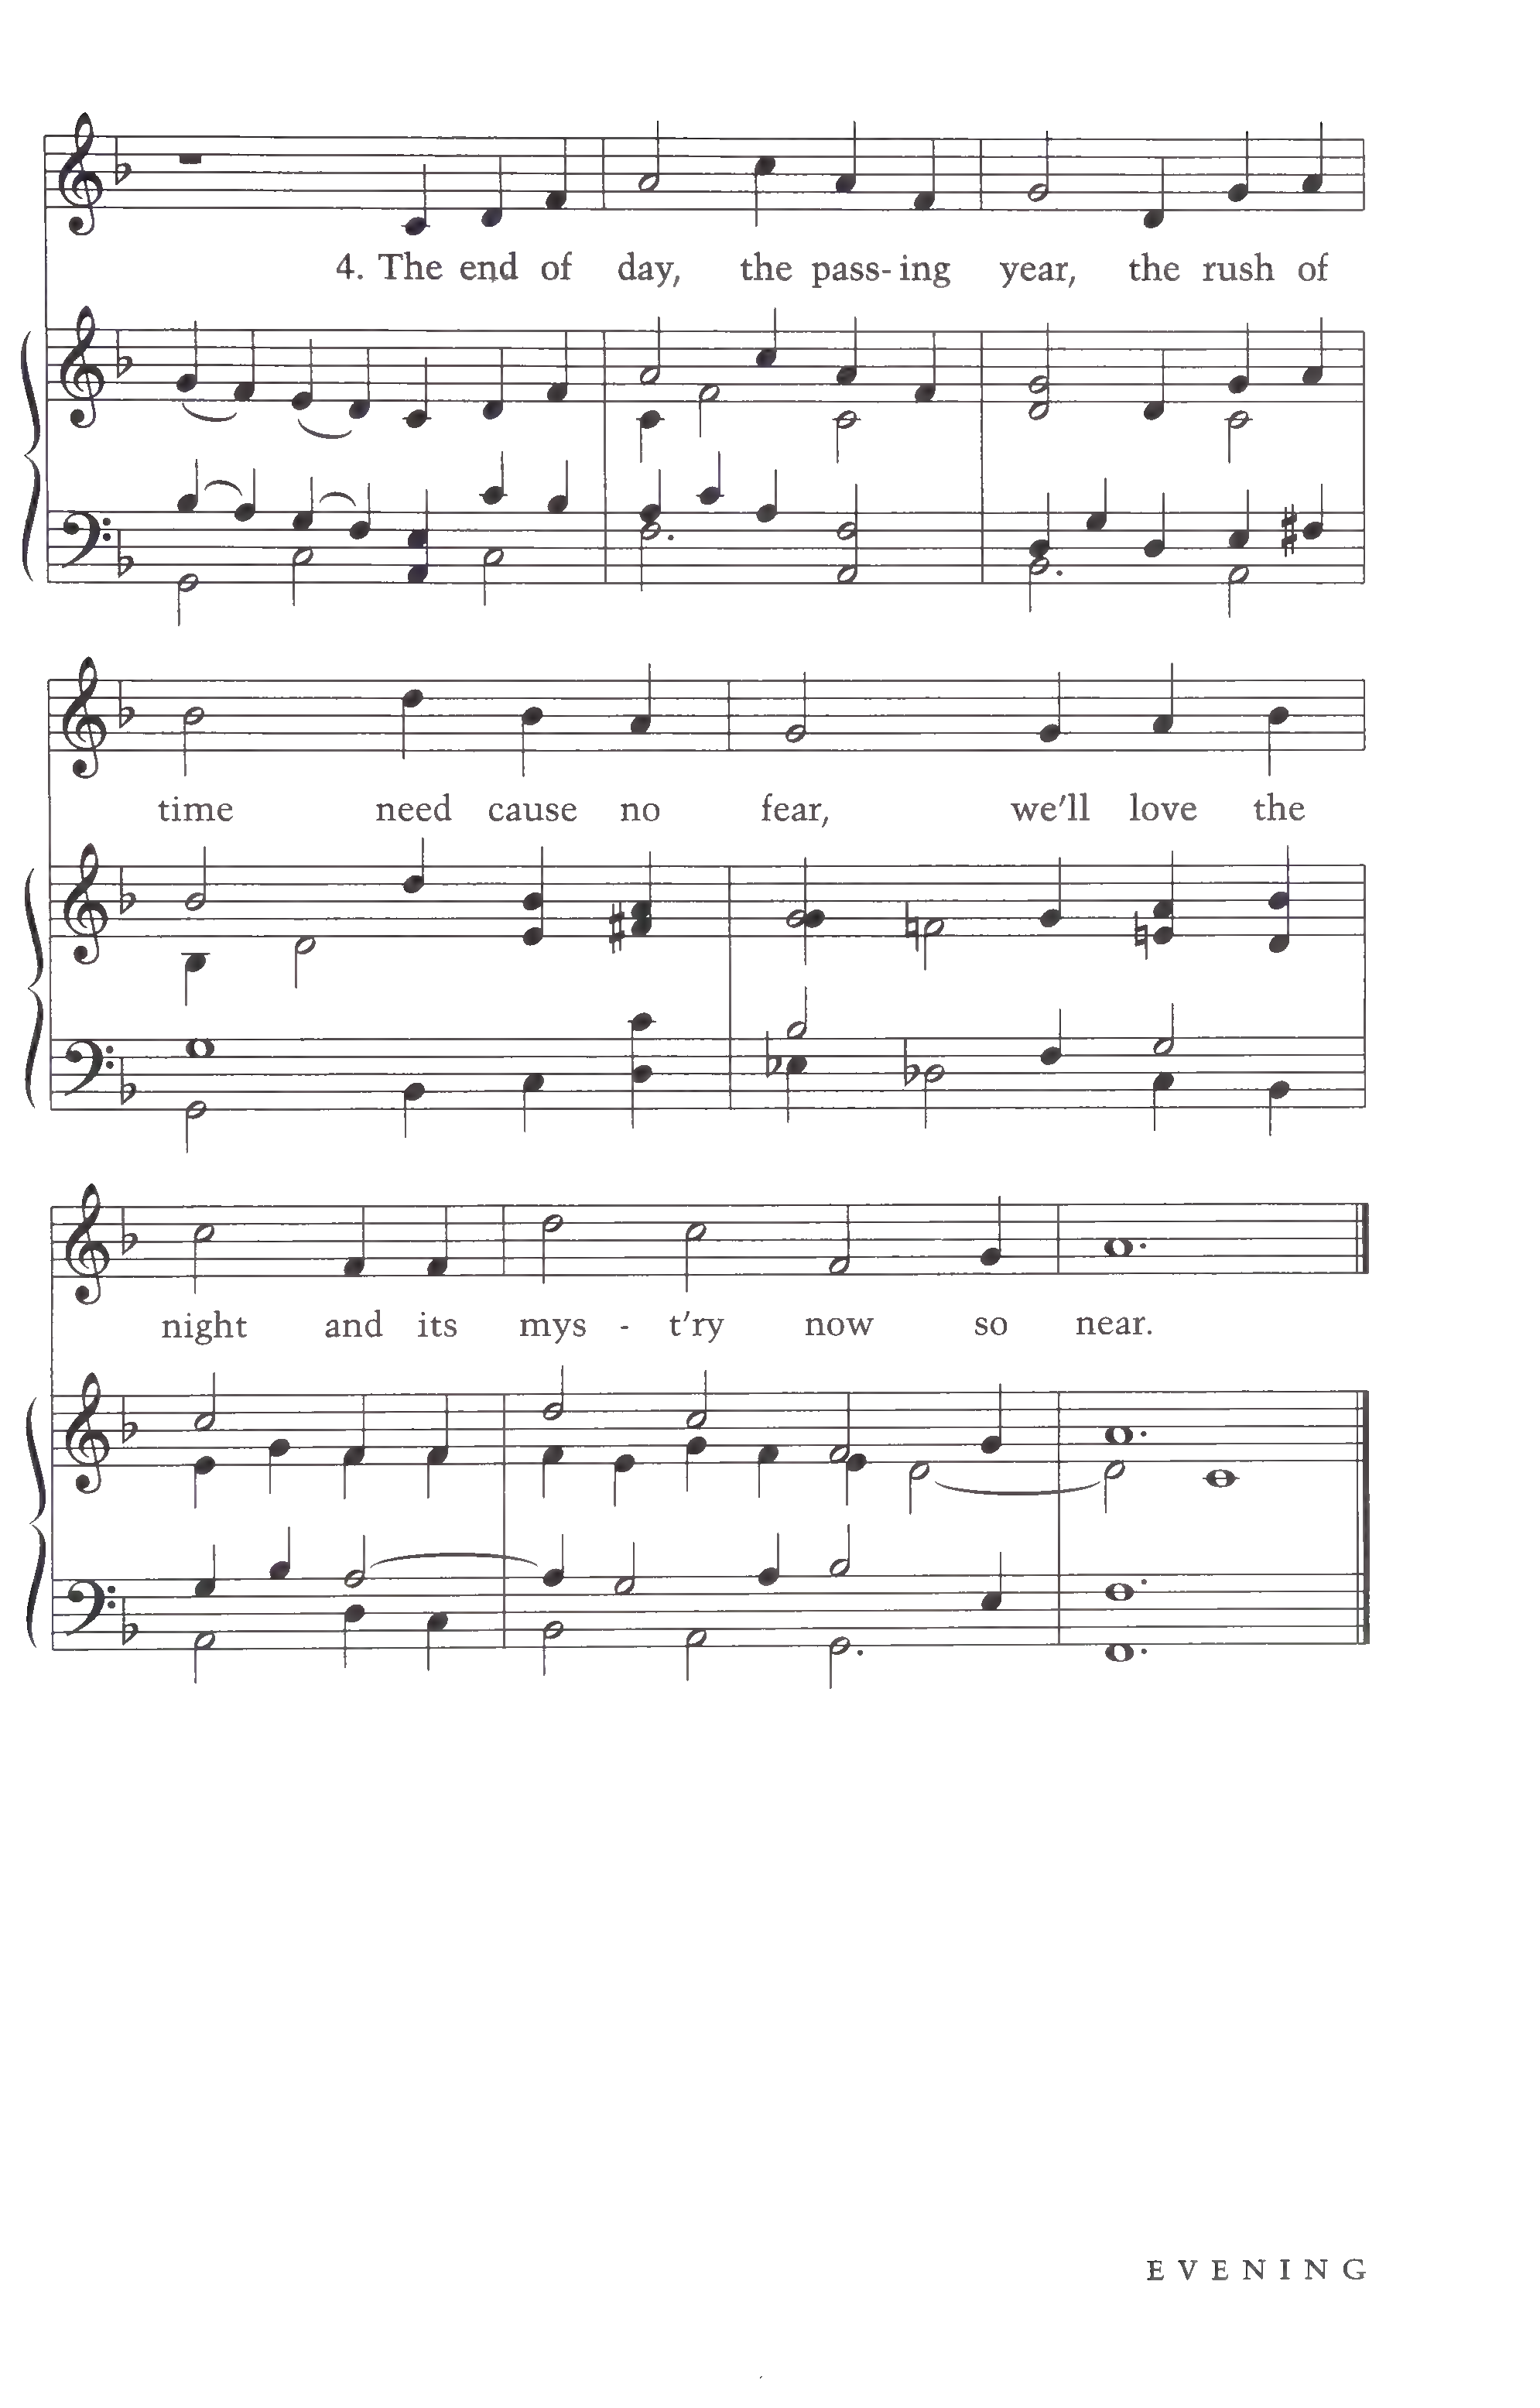 4. The end of day, the pass- ing year, the rush of
time need cause no fear, we'll love the
night and its mys - t'ry now so near.
EVENING